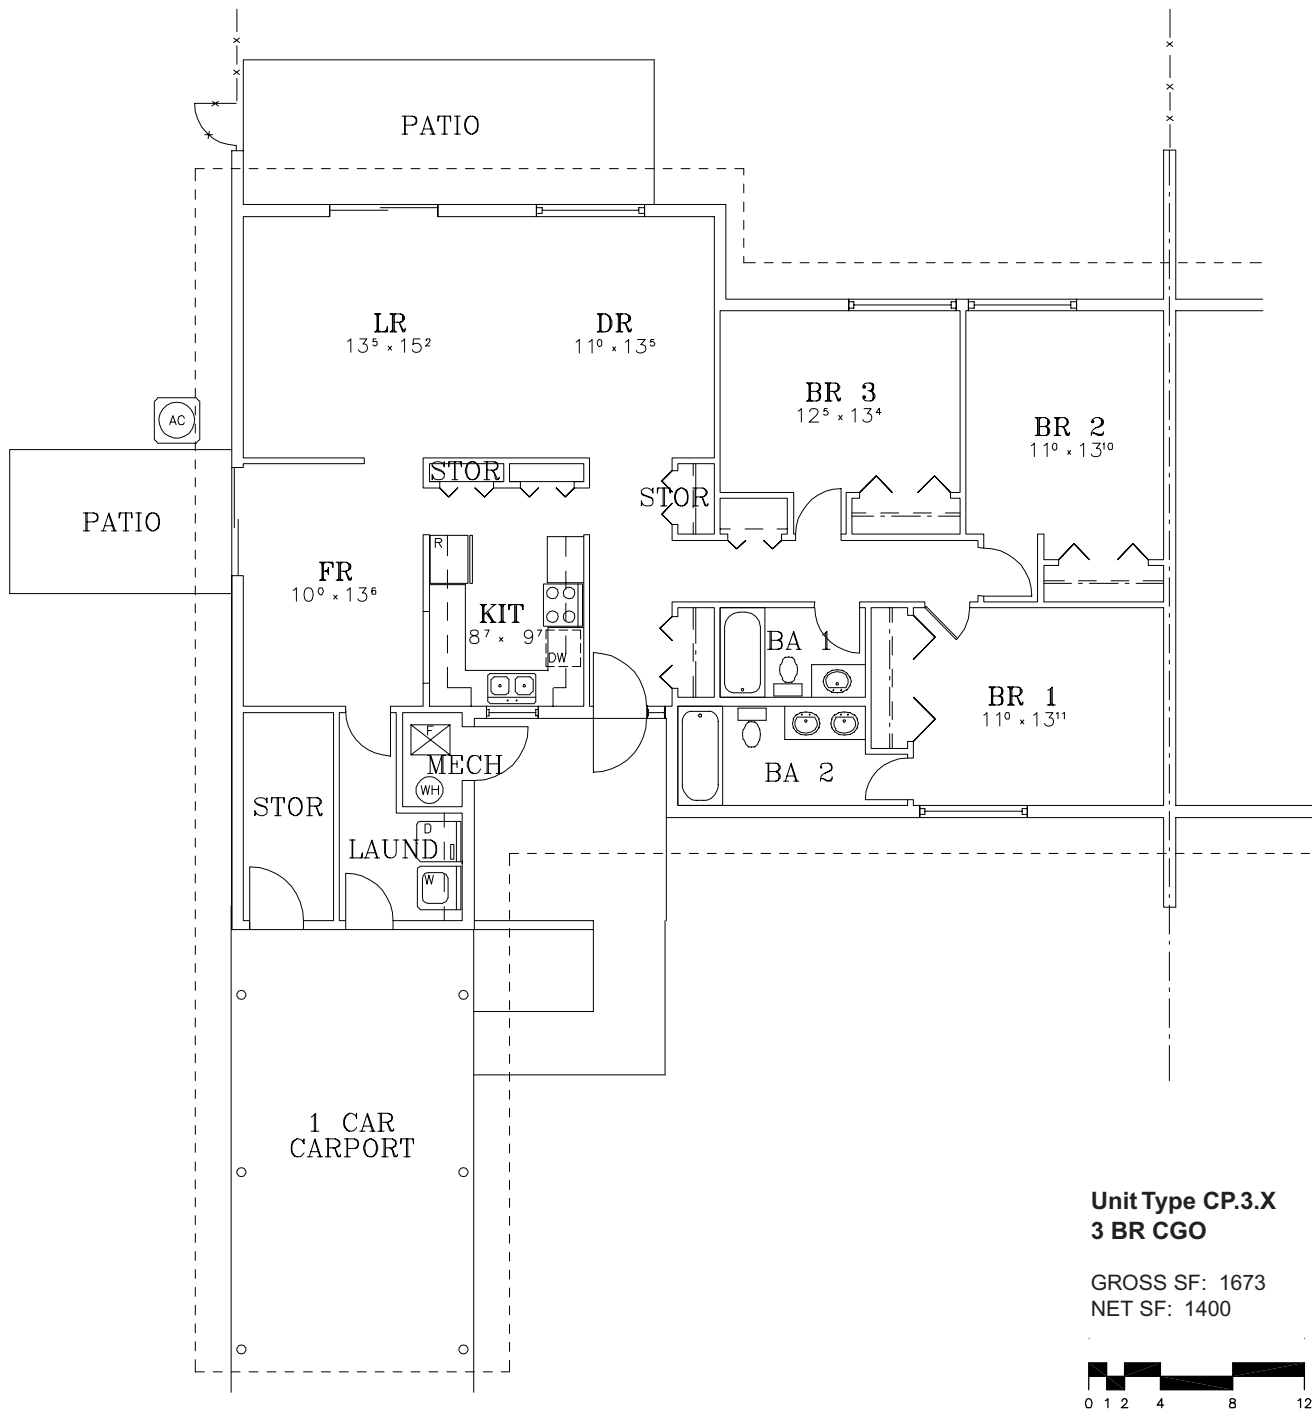 PATIO
LR
13⁵ x 15²
DR
11⁰ x 13⁵
BR 3
12⁵ x 13⁴
BR 2
11⁰ x 13¹⁰
AC
STOR
STOR
PATIO
R
FR
10⁰ x 13⁶
KIT
8⁷ x 9⁷
DW
BA 1
BR 1
11⁰ x 13¹¹
F
MECH
WH
BA 2
STOR
D
LAUND
W
1 CAR
CARPORT
Unit Type CP.3.X
3 BR CGO
GROSS SF: 1673
NET SF: 1400
0 1 2 4 8 12